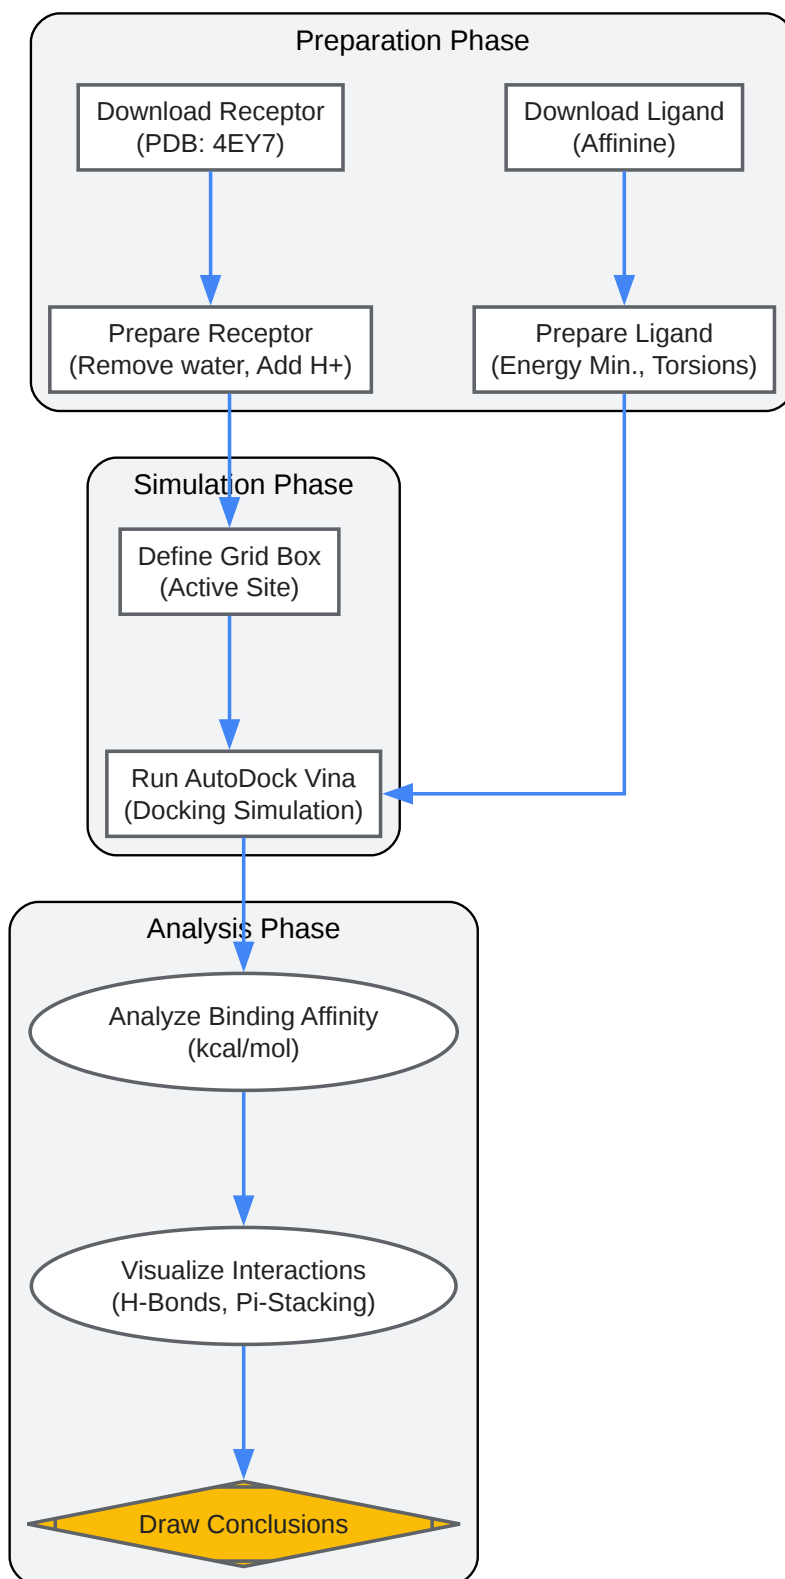 Preparation Phase
Download Receptor
(PDB: 4EY7)
Download Ligand
(Affinine)
Prepare Receptor
(Remove water, Add H+)
Prepare Ligand
(Energy Min., Torsions)
Simulation Phase
Define Grid Box
(Active Site)
Run AutoDock Vina
(Docking Simulation)
Analysis Phase
Analyze Binding Affinity
(kcal/mol)
Visualize Interactions
(H-Bonds, Pi-Stacking)
Draw Conclusions